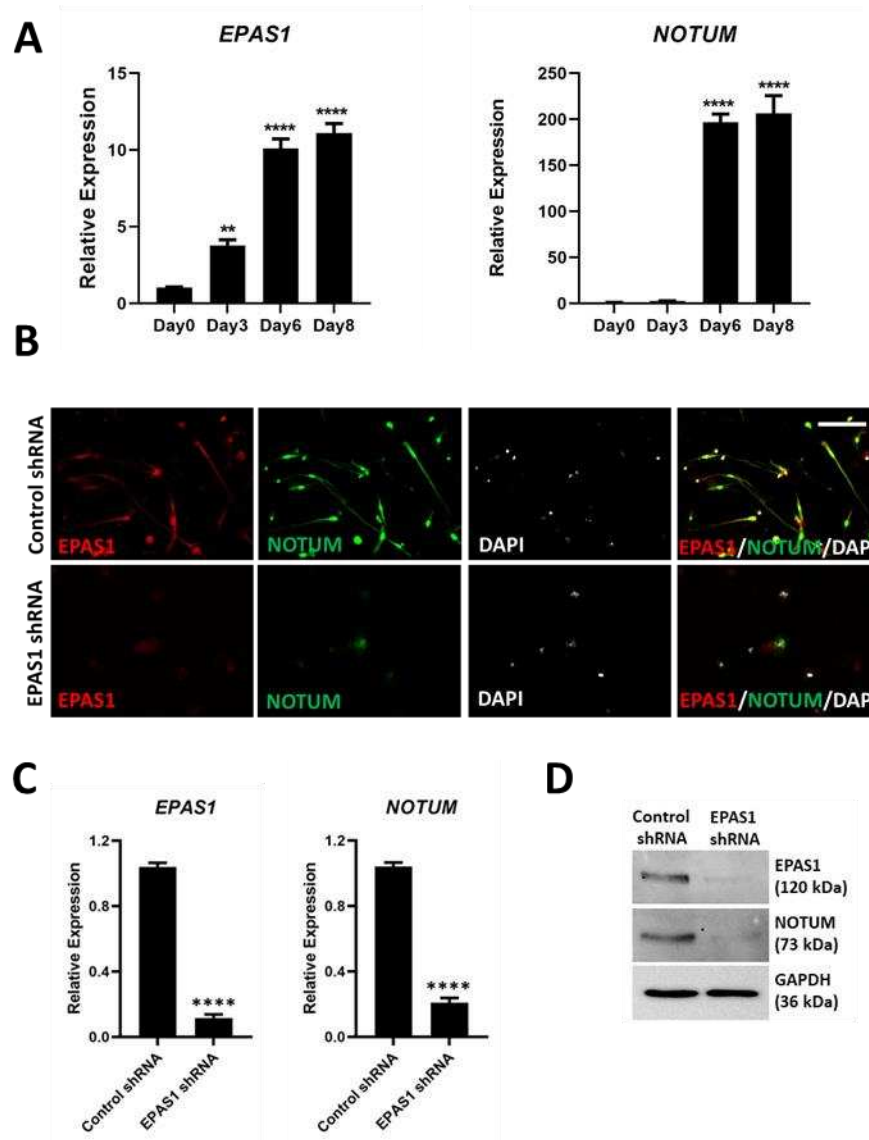 A
EPAS1
Relative Expression
15
10
5
0
**
****
****
Day0 Day3 Day6 Day8
NOTUM
Relative Expression
250
200
150
100
50
0
****
****
Day0 Day3 Day6 Day8
B
Control shRNA
EPAS1
NOTUM
DAPI
EPAS1/NOTUM/DAP
EPAS1 shRNA
EPAS1
NOTUM
DAPI
EPAS1/NOTUM/DAP
C
EPAS1
Relative Expression
1.2
0.8
0.4
0.0
****
Control shRNA
EPAS1 shRNA
NOTUM
Relative Expression
1.2
0.8
0.4
0.0
****
Control shRNA
EPAS1 shRNA
D
Control
shRNA
EPAS1
shRNA
EPAS1
(120 kDa)
NOTUM
(73 kDa)
GAPDH
(36 kDa)